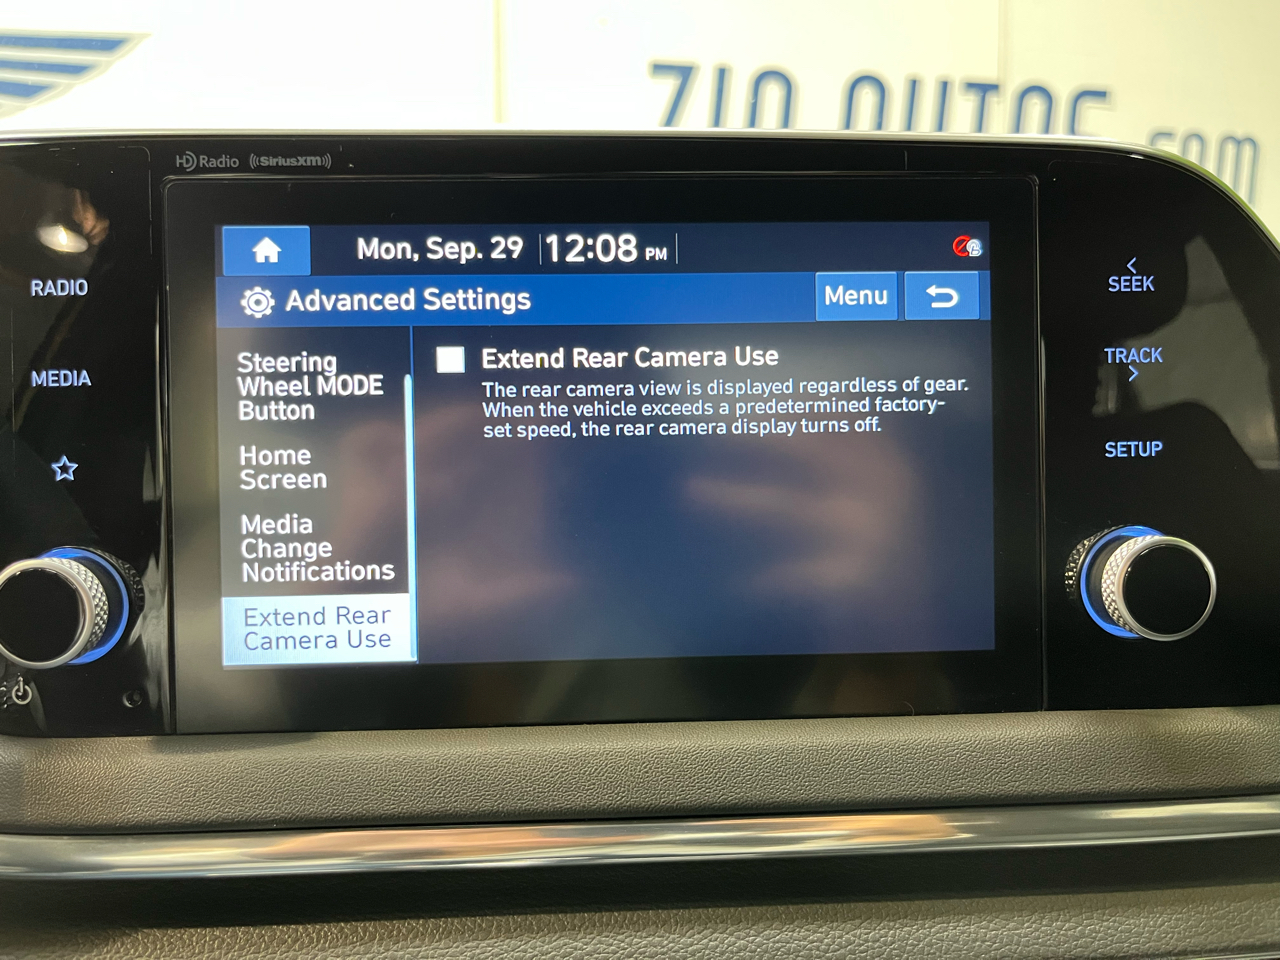 ZIP AUTOS
.com
HD Radio ((SiriusXM))
Mon, Sep. 29 12:08 PM
Advanced Settings
Menu
RADIO
MEDIA
Steering
Wheel MODE
Button
Home
Screen
Media
Change
Notifications
Extend Rear
Camera Use
Extend Rear Camera Use
The rear camera view is displayed regardless of gear.
When the vehicle exceeds a predetermined factory-
set speed, the rear camera display turns off.
< SEEK
TRACK >
SETUP